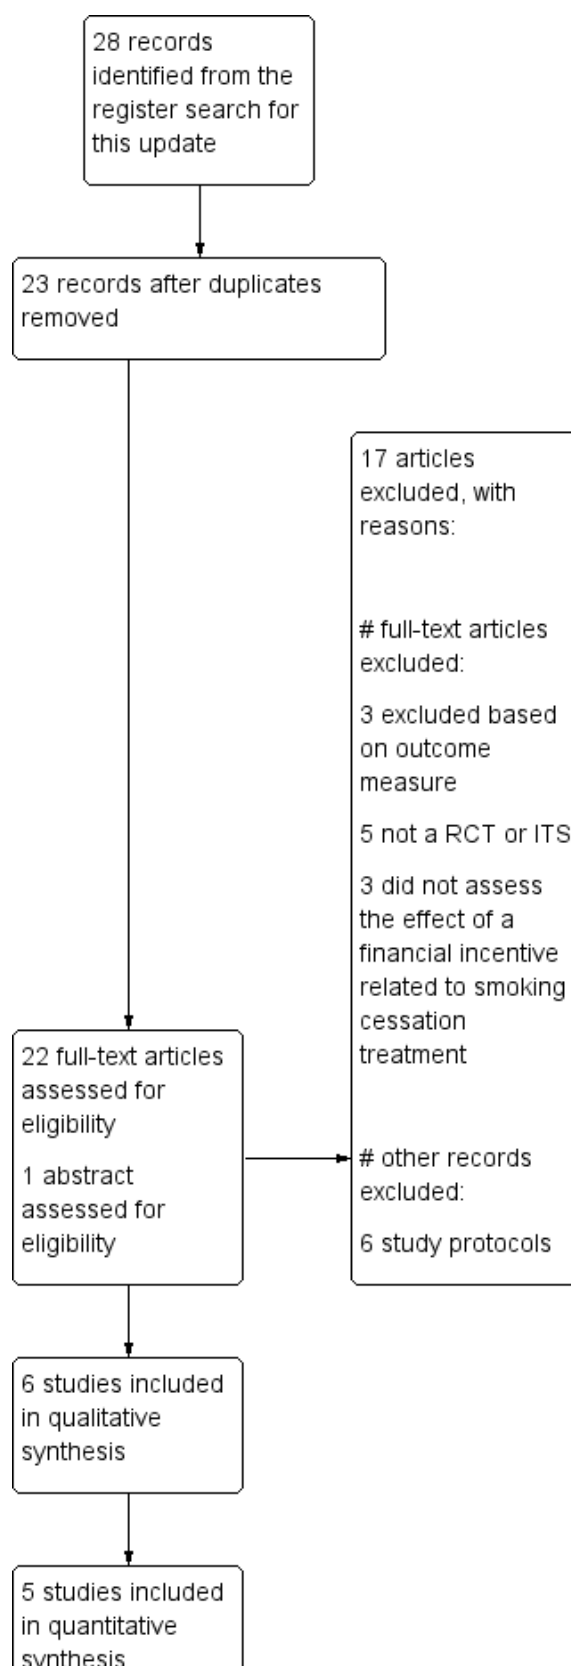 28 records
identified from the
register search for
this update
23 records after duplicates
removed
17 articles
excluded, with
reasons:
# full-text articles
excluded:
3 excluded based
on outcome
measure
5 not a RCT or ITS
3 did not assess
the effect of a
financial incentive
related to smoking
cessation
treatment
# other records
excluded:
6 study protocols
22 full-text articles
assessed for
eligibility
1 abstract
assessed for
eligibility
6 studies included
in qualitative
synthesis
5 studies included
in quantitative
synthesis